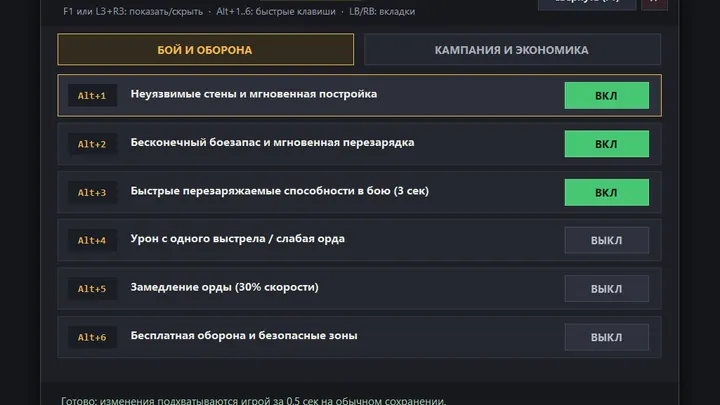 F1 или L3+R3: показать/скрыть · Alt+1..6: быстрые клавиши · LB/RB: вкладки
БОЙ И ОБОРОНА
КАМПАНИЯ И ЭКОНОМИКА
Alt+1 Неуязвимые стены и мгновенная постройка ВКЛ
Alt+2 Бесконечный боезапас и мгновенная перезарядка ВКЛ
Alt+3 Быстрые перезаряжаемые способности в бою (3 сек) ВКЛ
Alt+4 Урон с одного выстрела / слабая орда ВЫКЛ
Alt+5 Замедление орды (30% скорости) ВЫКЛ
Alt+6 Бесплатная оборона и безопасные зоны ВЫКЛ
Готово: изменения подхватываются игрой за 0,5 сек на обычном сохранении.